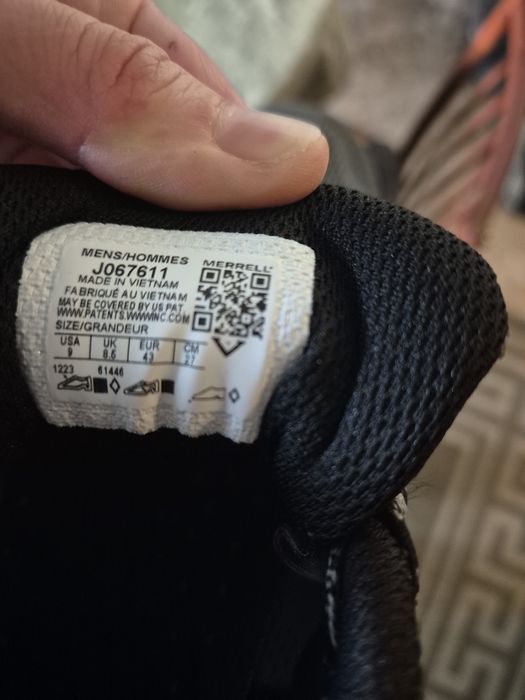 MENS/HOMMES
MERRELL
J067611
MADE IN VIETNAM
FABRIQUÉ AU VIETNAM
MAY BE COVERED BY US PAT
WWW.PATENTS.WWWINC.COM
SIZE/GRANDEUR
USA UK EUR CM
9 8.5 43 27
1223 61446